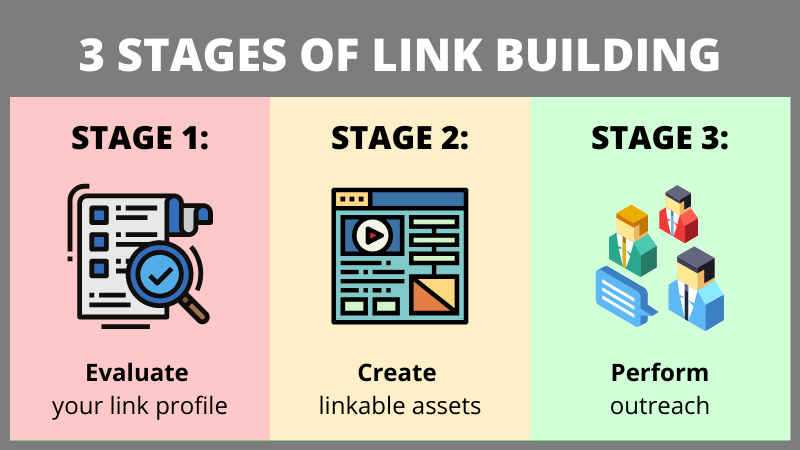 3 STAGES OF LINK BUILDING
STAGE 1:
Evaluate
your link profile
STAGE 2:
Create
linkable assets
STAGE 3:
Perform
outreach